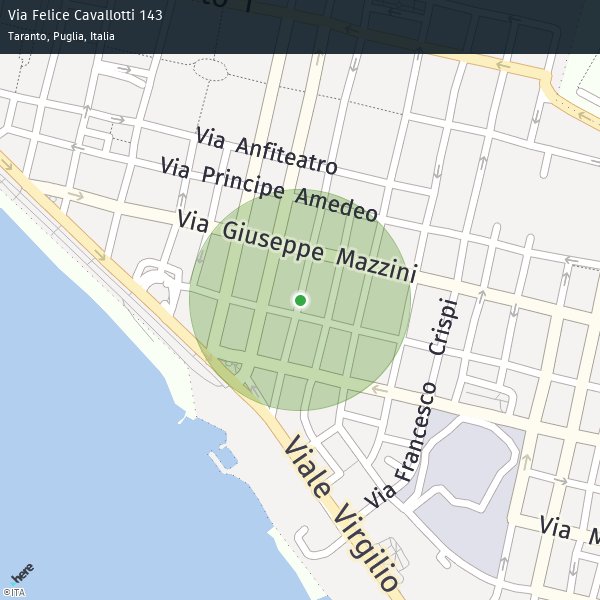 Via Felice Cavallotti 143
Taranto, Puglia, Italia
Via Anfiteatro
Via Principe Amedeo
Via Giuseppe Mazzini
Via Francesco Crispi
Viale Virgilio
Via M
here
©ITA